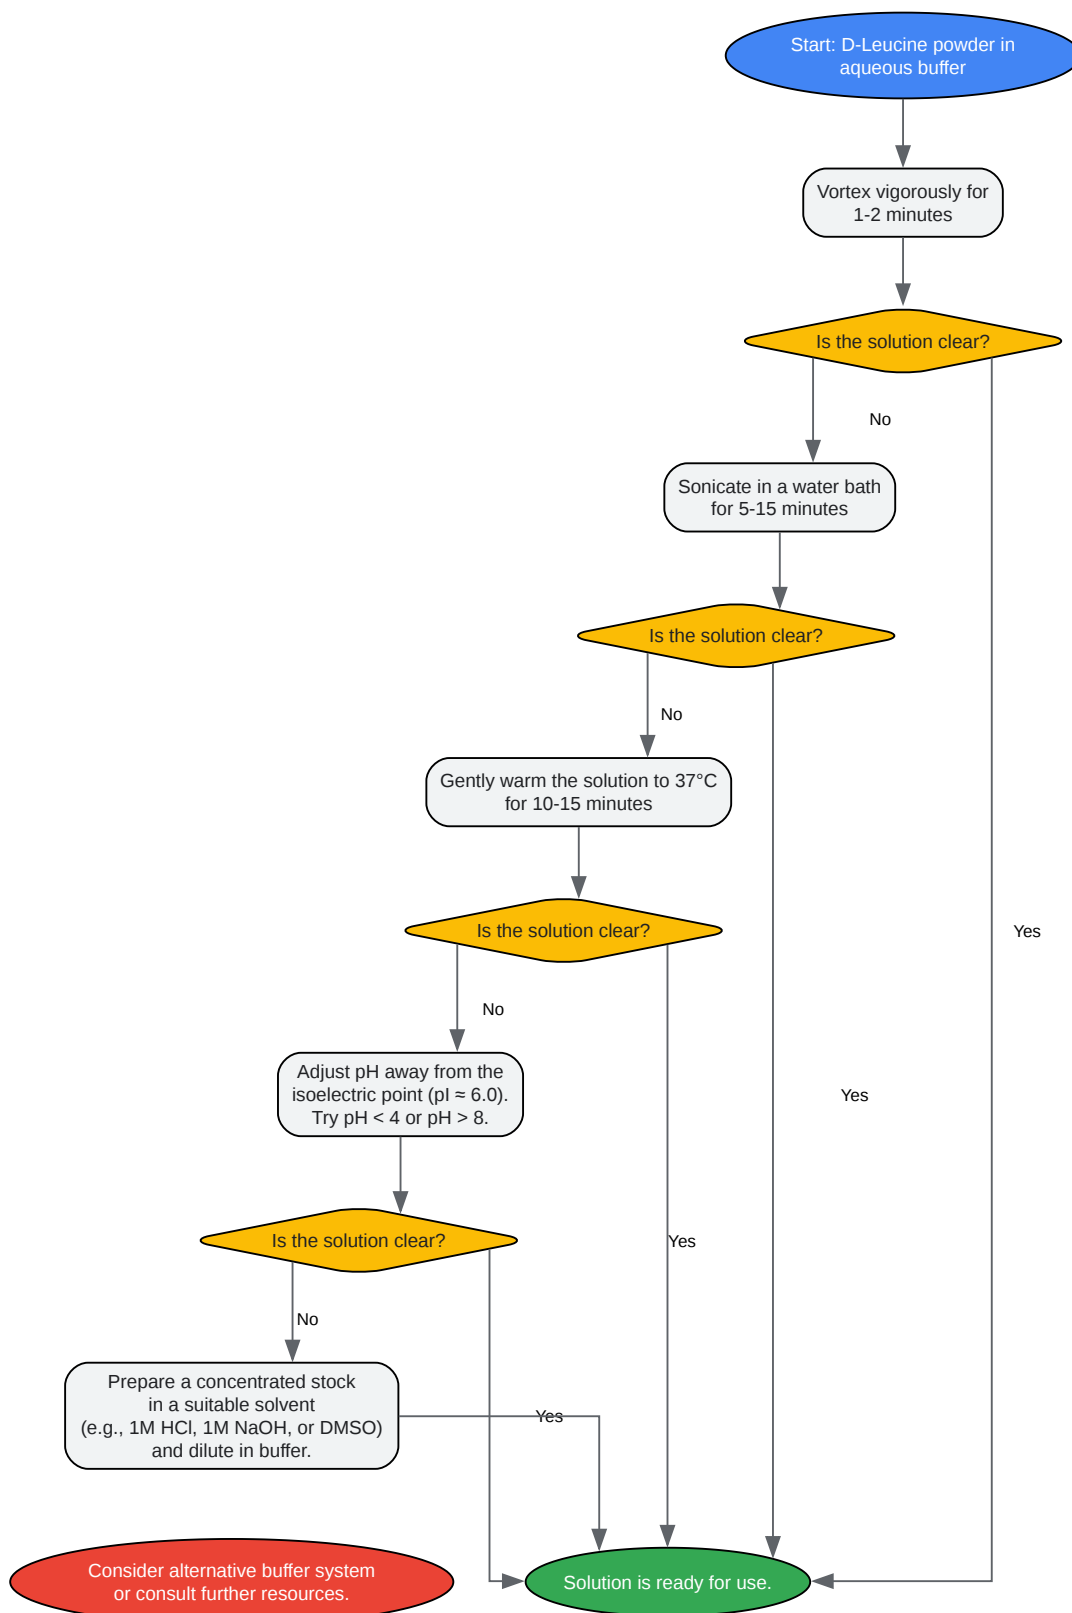 Start: D-Leucine powder in
aqueous buffer
Vortex vigorously for
1-2 minutes
Is the solution clear?
No
Sonicate in a water bath
for 5-15 minutes
Is the solution clear?
No
Gently warm the solution to 37°C
for 10-15 minutes
Is the solution clear?
Yes
No
Adjust pH away from the
isoelectric point (pI ≈ 6.0).
Try pH < 4 or pH > 8.
Yes
Is the solution clear?
Yes
No
Prepare a concentrated stock
in a suitable solvent
(e.g., 1M HCl, 1M NaOH, or DMSO)
and dilute in buffer.
Yes
Consider alternative buffer system
or consult further resources.
Solution is ready for use.